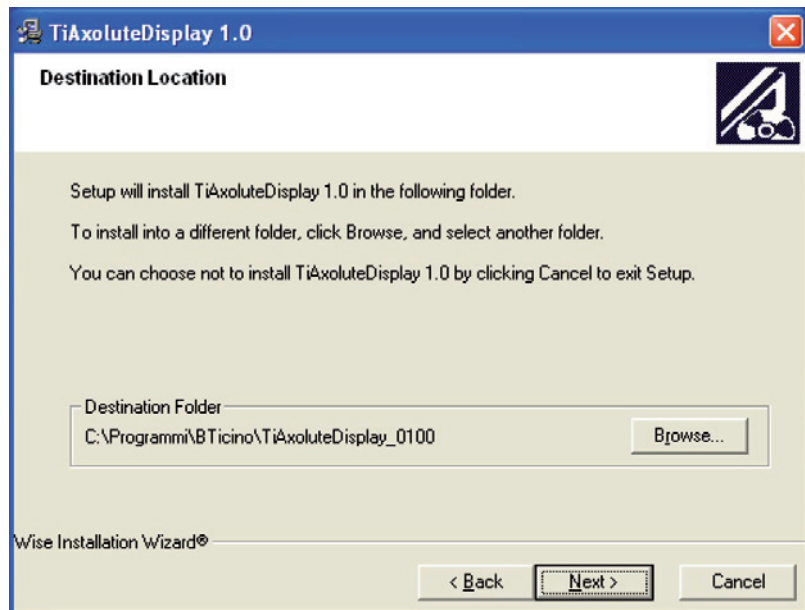 TiAxoluteDisplay 1.0
Destination Location
Setup will install TiAxoluteDisplay 1.0 in the following folder.
To install into a different folder, click Browse, and select another folder.
You can choose not to install TiAxoluteDisplay 1.0 by clicking Cancel to exit Setup.
Destination Folder
C:\Programmi\BTicino\TiAxoluteDisplay_0100
Browse...
Wise Installation Wizard®
< Back
Next >
Cancel